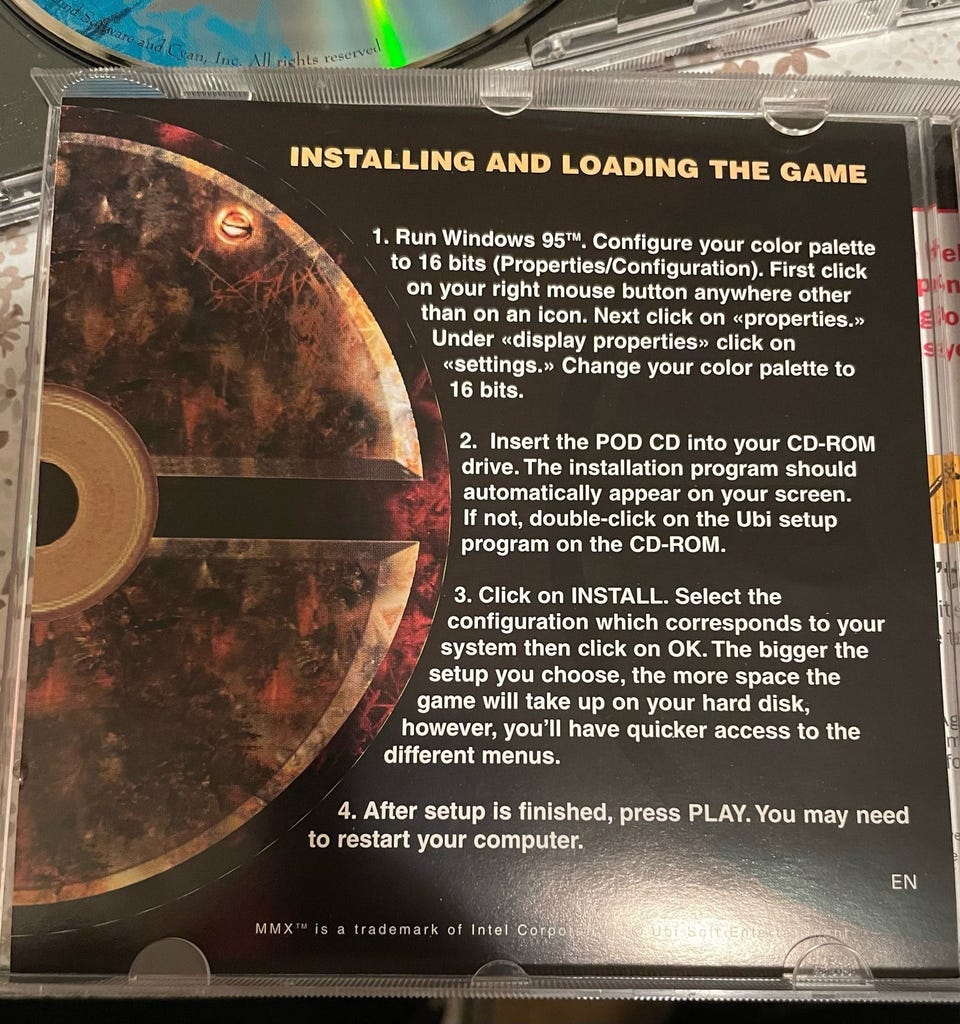 and Cyan, Inc. All rights reserved
INSTALLING AND LOADING THE GAME
1. Run Windows 95™. Configure your color palette
to 16 bits (Properties/Configuration). First click
on your right mouse button anywhere other
than on an icon. Next click on «properties.»
Under «display properties» click on
«settings.» Change your color palette to
16 bits.
2. Insert the POD CD into your CD-ROM
drive. The installation program should
automatically appear on your screen.
If not, double-click on the Ubi setup
program on the CD-ROM.
3. Click on INSTALL. Select the
configuration which corresponds to your
system then click on OK. The bigger the
setup you choose, the more space the
game will take up on your hard disk,
however, you'll have quicker access to the
different menus.
4. After setup is finished, press PLAY. You may need
to restart your computer.
EN
MMX™ is a trademark of Intel © Ubi Soft